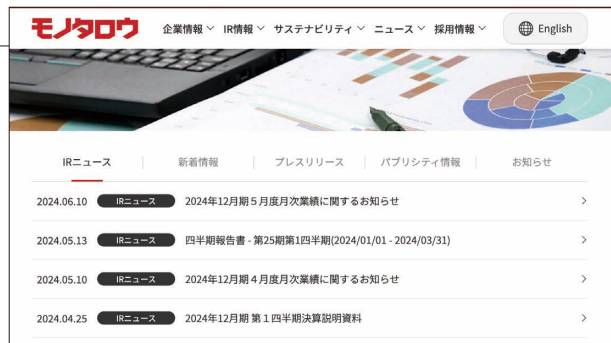 モノタロウ 企業情報 IR情報 サステナビリティ ニュース 採用情報 English
IRニュース 新着情報 プレスリリース パブリシティ情報 お知らせ
2024.06.10 IRニュース 2024年12月期５月度月次業績に関するお知らせ
2024.05.13 IRニュース 四半期報告書 - 第25期第1四半期(2024/01/01 - 2024/03/31)
2024.05.10 IRニュース 2024年12月期４月度月次業績に関するお知らせ
2024.04.25 IRニュース 2024年12月期 第１四半期決算説明資料